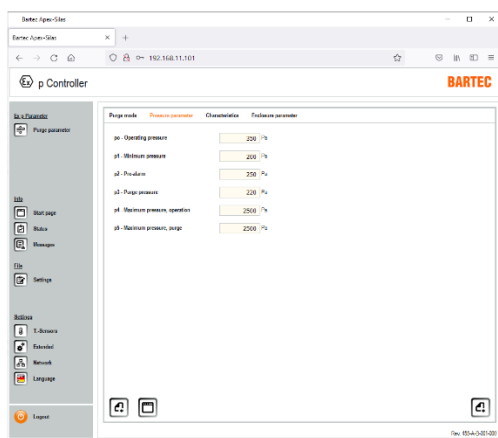 Bartec Apex-Silas
Bartec Apex-Silas
192.168.11.101
Ex p Controller
BARTEC
Ex p Parameter
Purge parameter
Info
Start page
Status
Messages
File
Settings
Settings
T.-Sensors
Extended
Network
Language
Logout
Purge mode Pressure parameter Characteristics Enclosure parameter
po - Operating pressure 350 Pa
p1 - Minimum pressure 200 Pa
p2 - Pre-alarm 250 Pa
p3 - Purge pressure 220 Pa
p4 - Maximum pressure, operation 2500 Pa
p5 - Maximum pressure, purge 2500 Pa